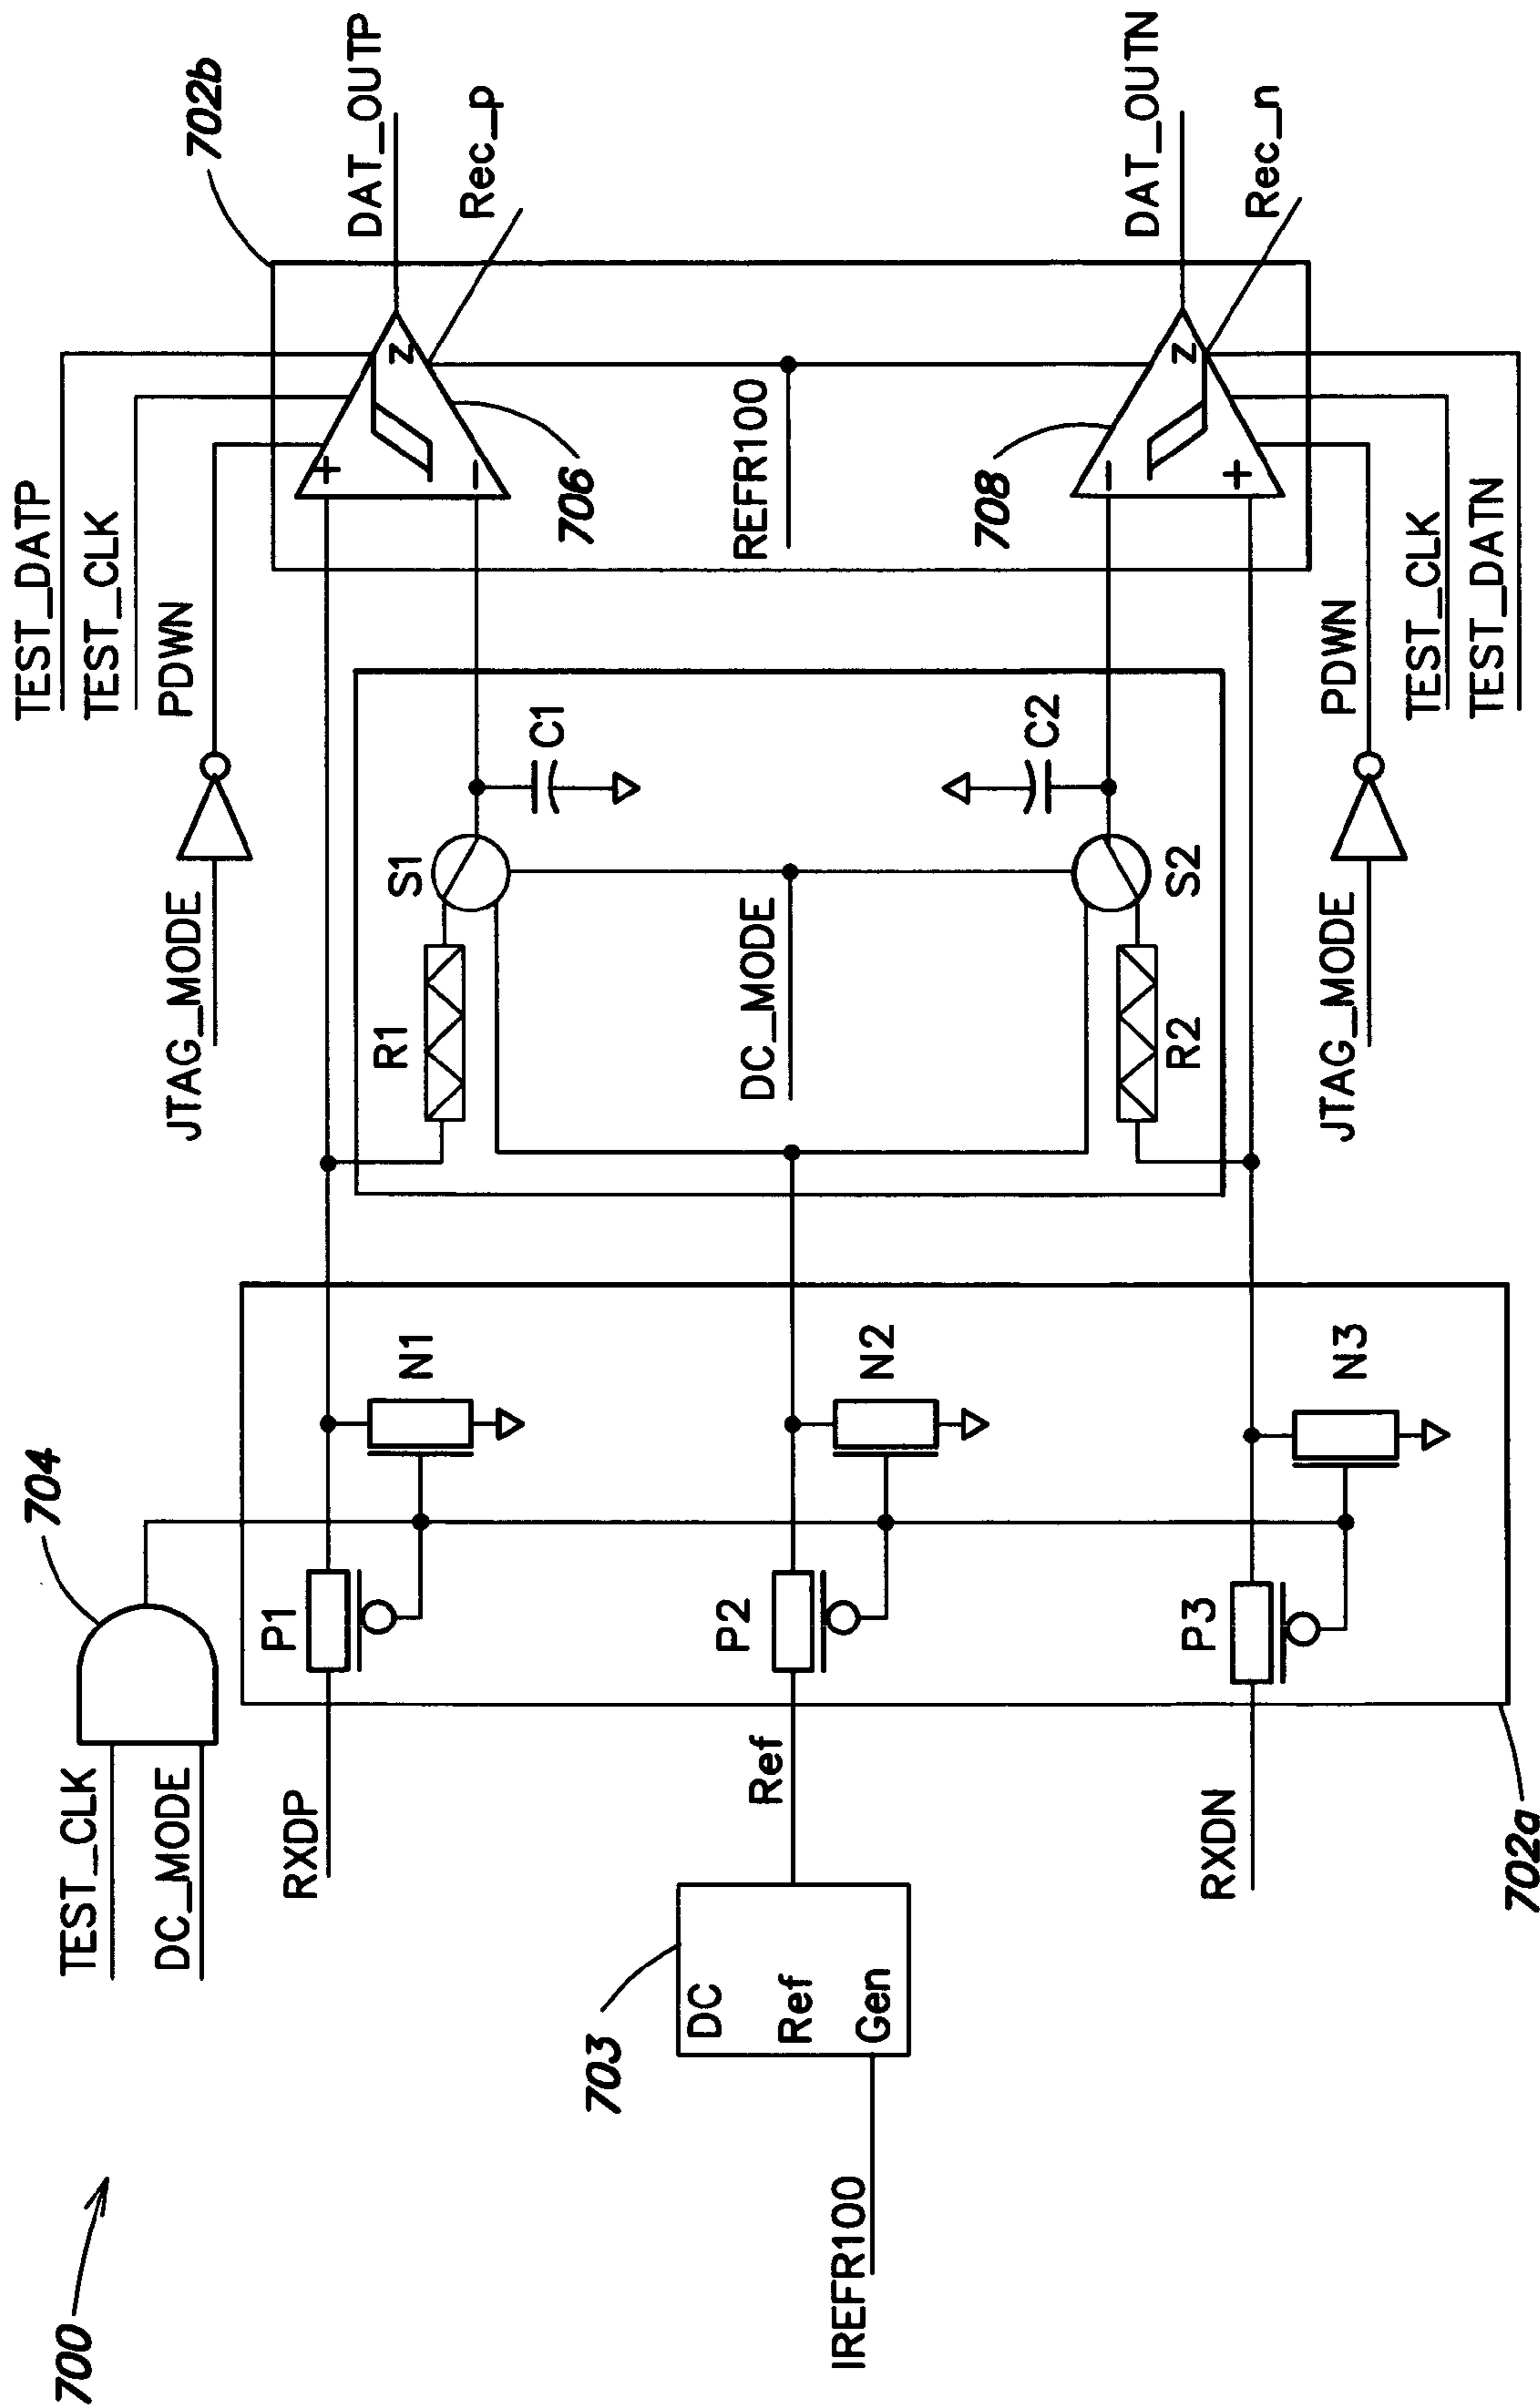 700
IREFR100
703
DC
Ref
Gen
Ref
TEST_CLK
DC_MODE
704
RXDP
RXDN
P1
N1
P2
N2
P3
N3
702a
JTAG_MODE
PDWN
TEST_CLK
TEST_DATP
R1
S1
C1
DC_MODE
R2
S2
C2
JTAG_MODE
PDWN
TEST_CLK
TEST_DATN
702b
+
−
Z
706
DAT_OUTP
Rec_p
REFR100
708
−
+
Z
DAT_OUTN
Rec_n